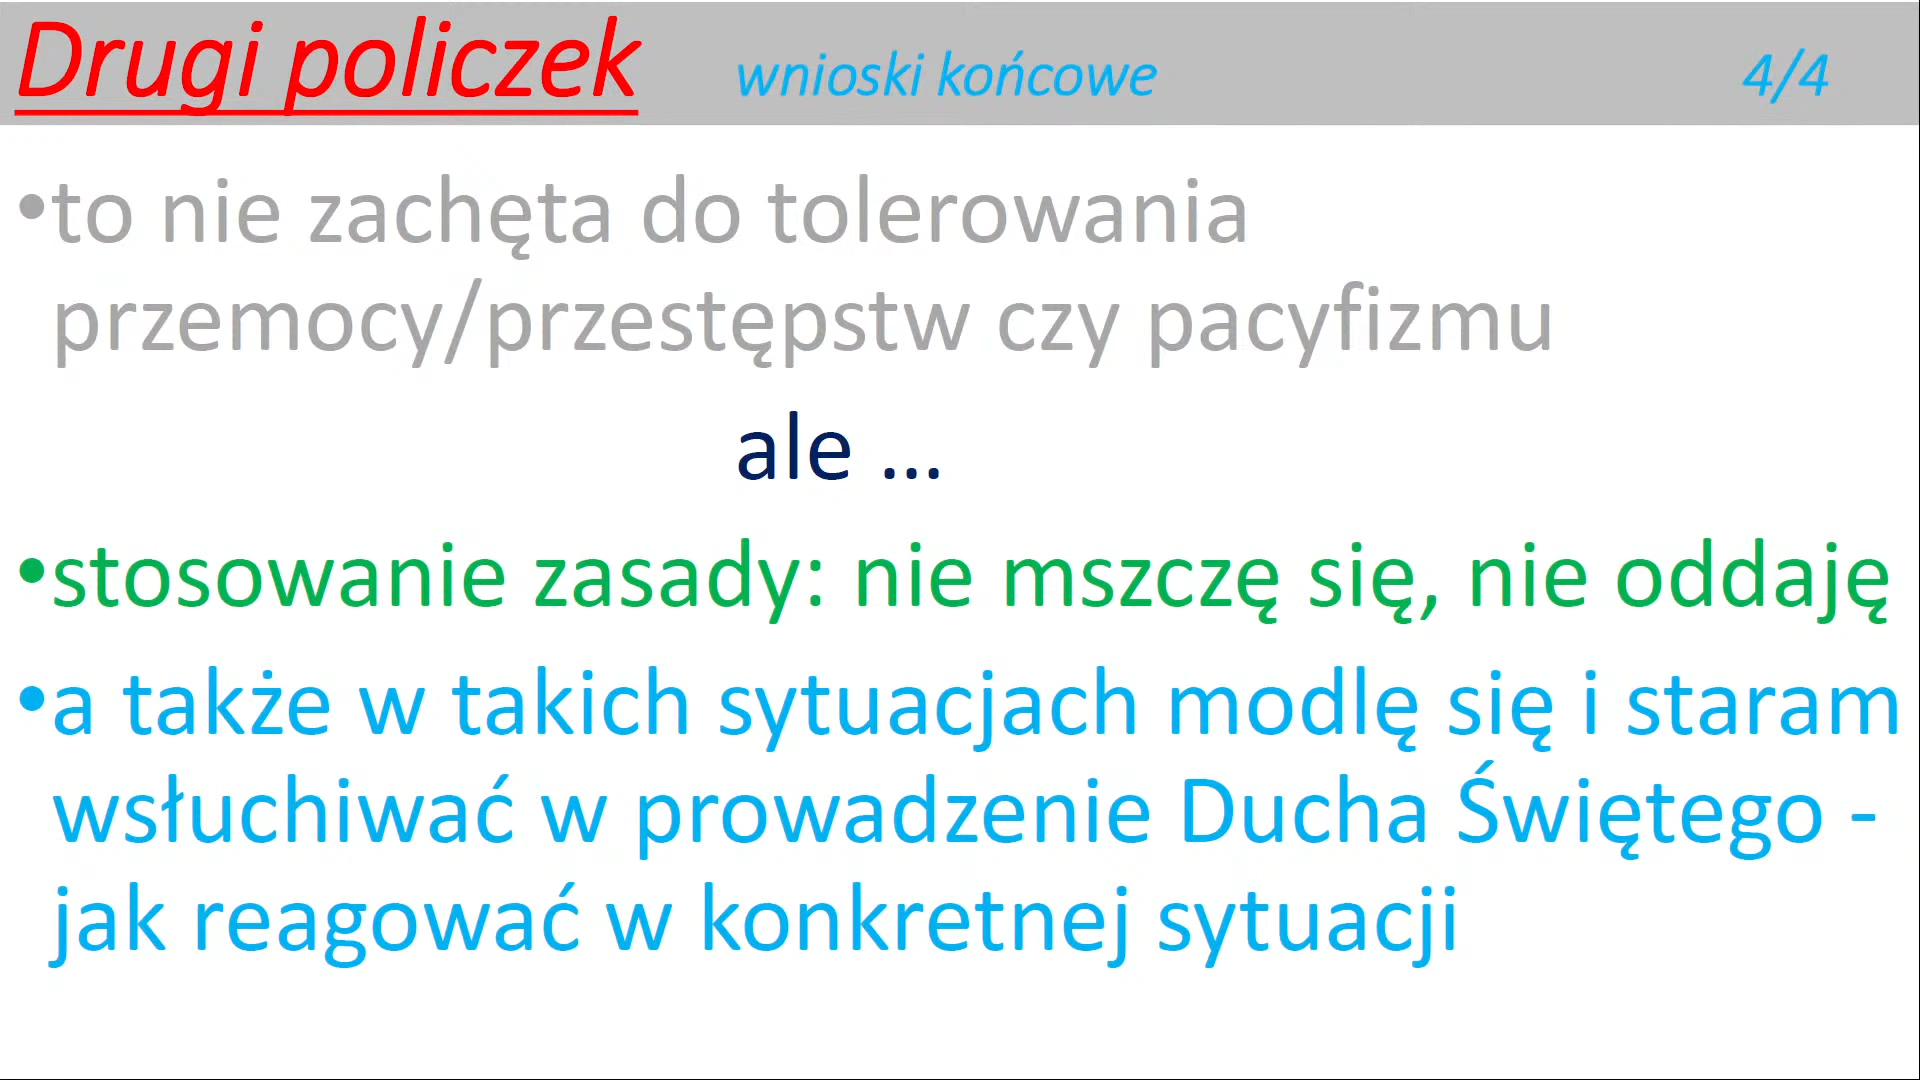 Drugi policzek wnioski końcowe 4/4
•to nie zachęta do tolerowania
przemocy/przestępstw czy pacyfizmu
ale ...
•stosowanie zasady: nie mszczę się, nie oddaję
•a także w takich sytuacjach modlę się i staram
wsłuchiwać w prowadzenie Ducha Świętego -
jak reagować w konkretnej sytuacji